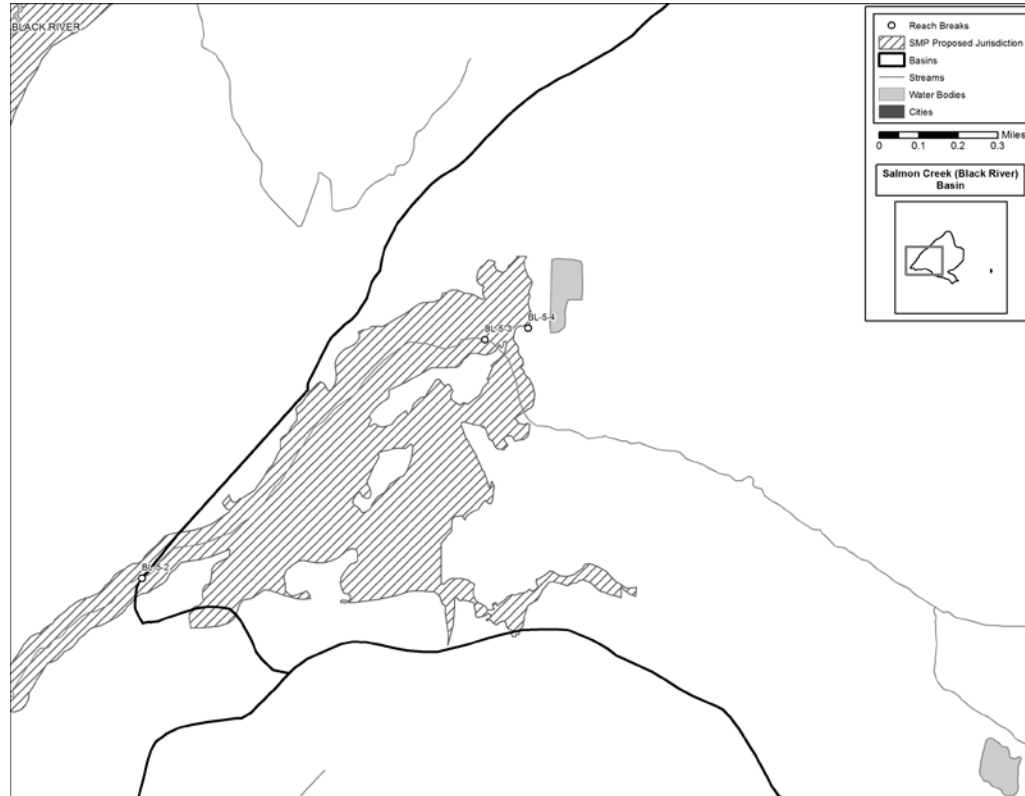 BLACK RIVER
Reach Breaks
SMP Proposed Jurisdiction
Basins
Streams
Water Bodies
Cities
Miles
0 0.1 0.2 0.3
Salmon Creek (Black River)
Basin
BL-5-4
BL-5-3
BL-5-2